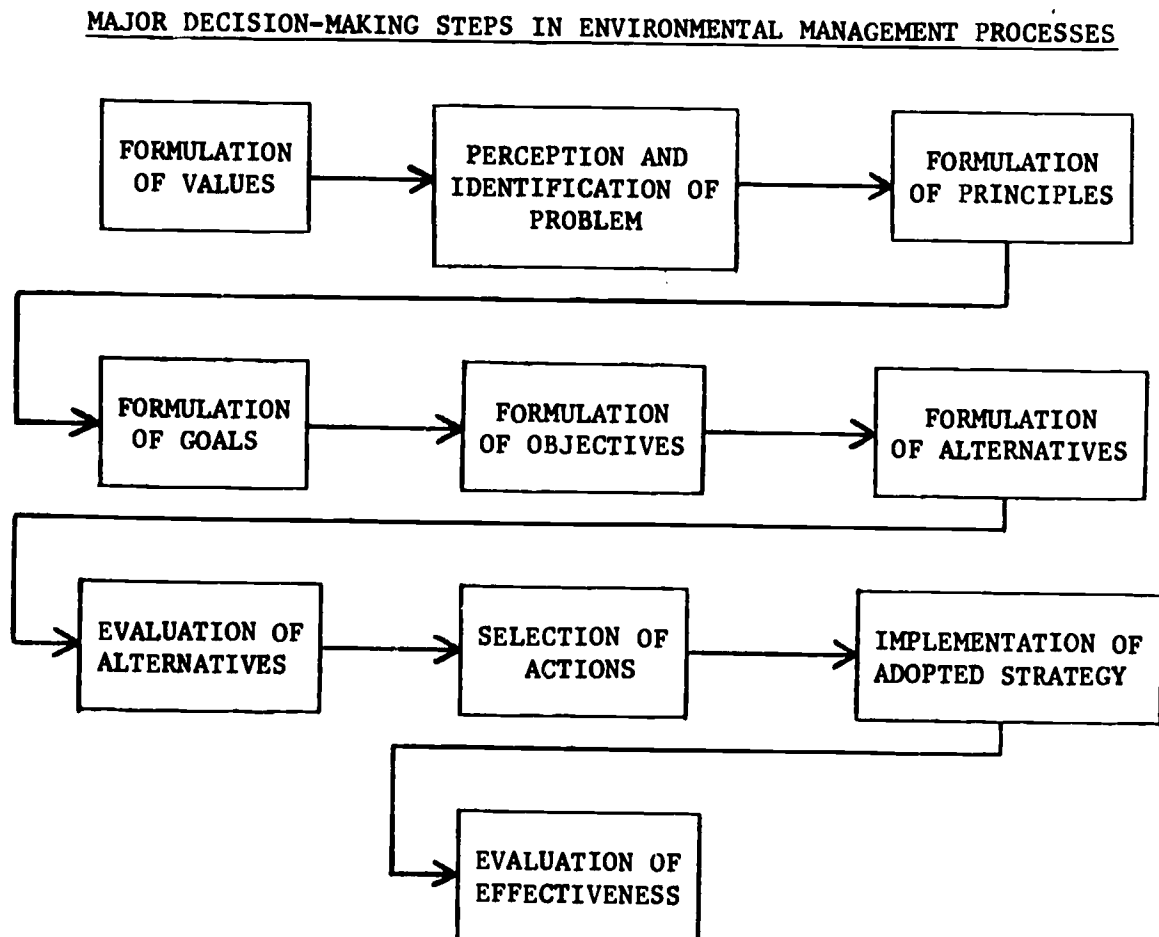 MAJOR DECISION-MAKING STEPS IN ENVIRONMENTAL MANAGEMENT PROCESSES
FORMULATION
OF VALUES
PERCEPTION AND
IDENTIFICATION OF
PROBLEM
FORMULATION
OF PRINCIPLES
FORMULATION
OF GOALS
FORMULATION
OF OBJECTIVES
FORMULATION
OF ALTERNATIVES
EVALUATION OF
ALTERNATIVES
SELECTION OF
ACTIONS
IMPLEMENTATION OF
ADOPTED STRATEGY
EVALUATION OF
EFFECTIVENESS